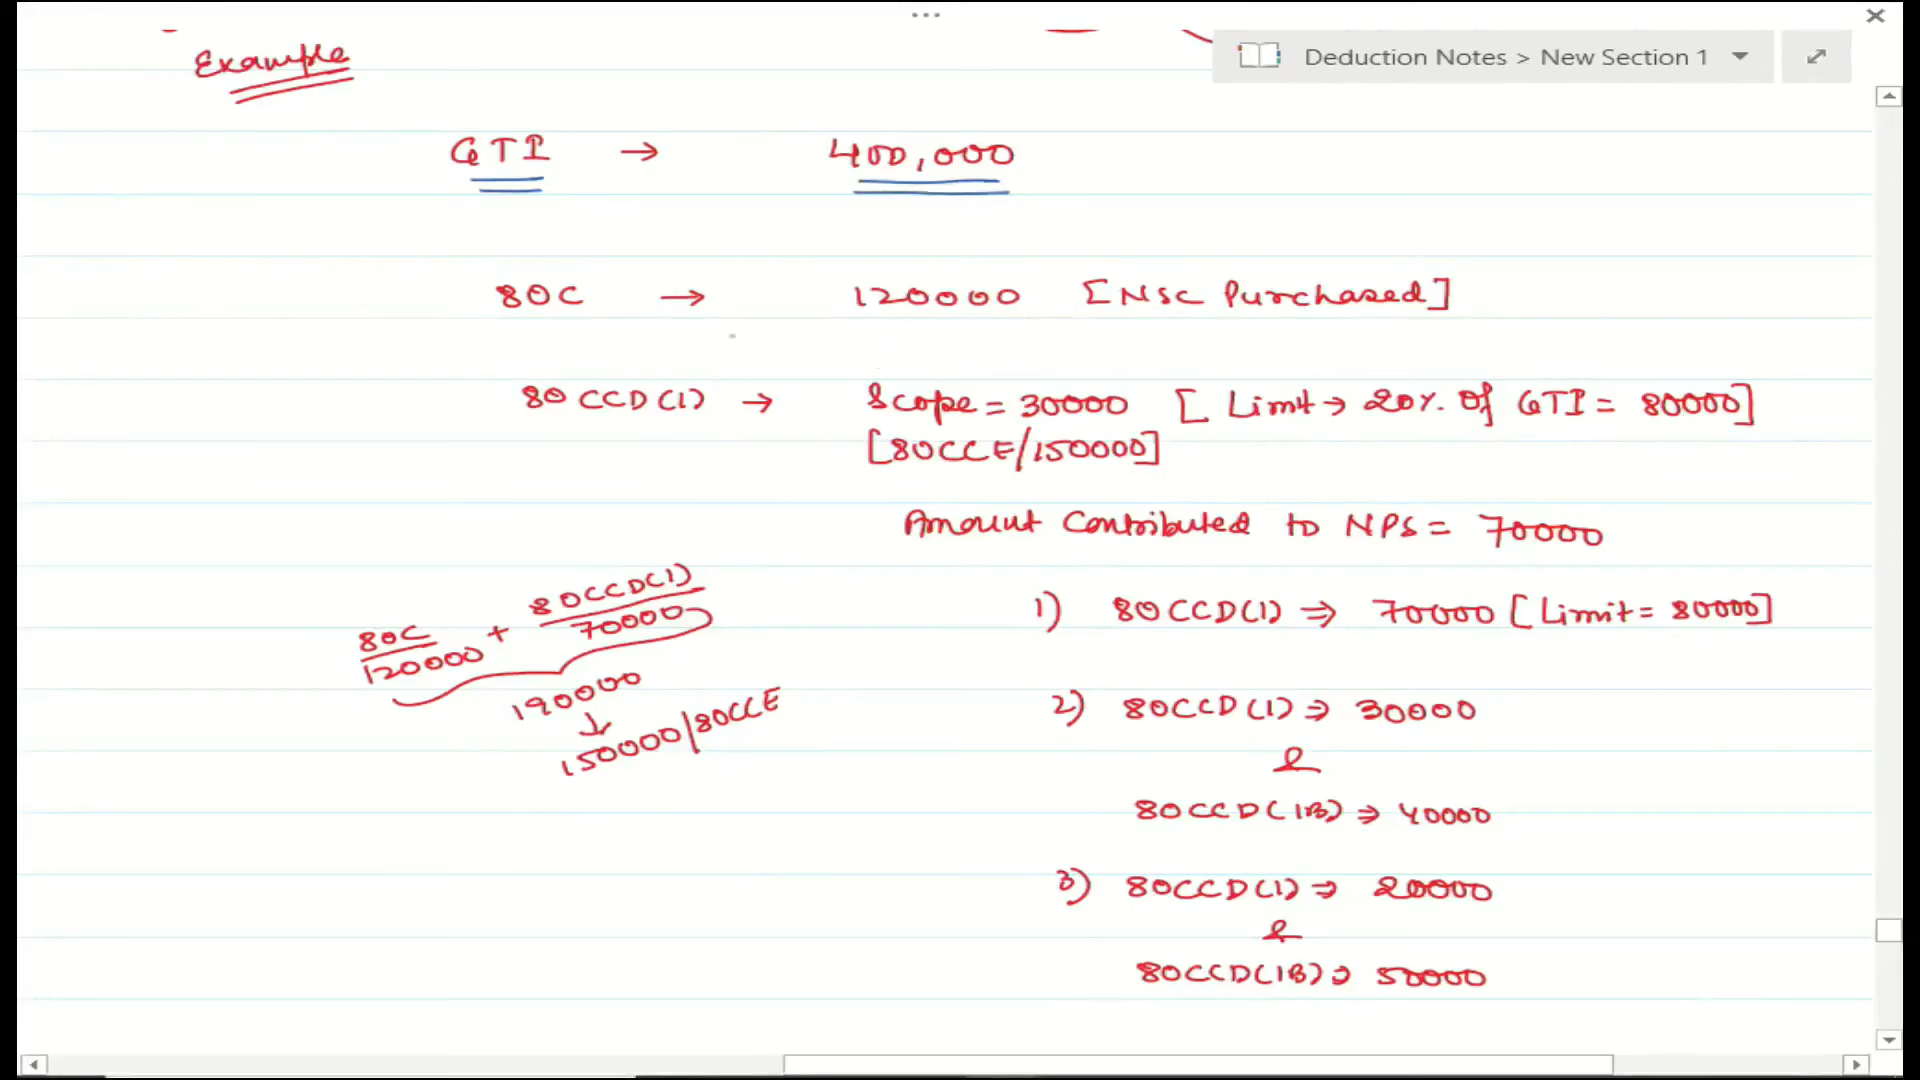 Deduction Notes > New Section 1
Example
GTI → 400,000
80C → 120000 [NSC Purchased]
80CCD(1) → Scope = 30000 [Limit → 20% Of GTI = 80000]
[80CCE/150000]
Amount Contributed to NPS = 70000
1) 80CCD(1) ⇒ 70000 [Limit = 80000]
2) 80CCD(1) ⇒ 30000
&
80CCD(1B) ⇒ 40000
3) 80CCD(1) ⇒ 20000
&
80CCD(1B) ⇒ 50000
80C + 80CCD(1)
120000 70000
190000
↓
150000/80CCE